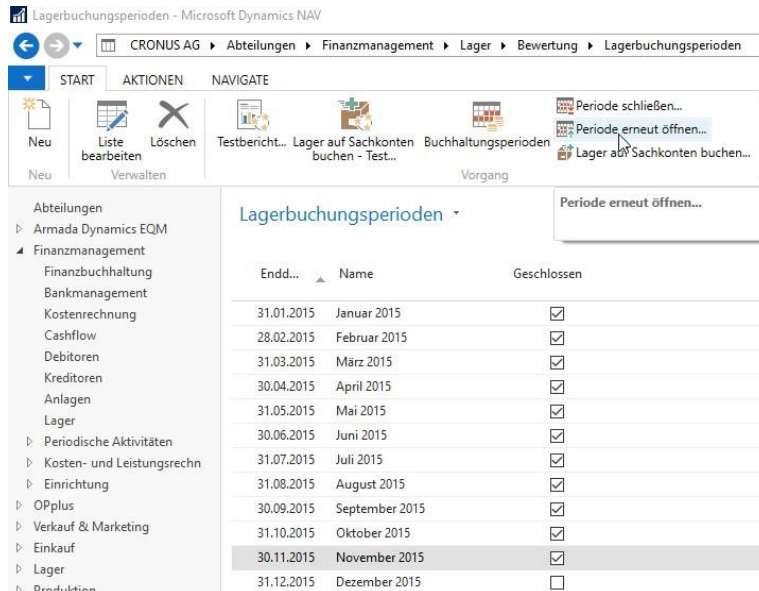 Lagerbuchungsperioden - Microsoft Dynamics NAV
CRONUS AG ▸ Abteilungen ▸ Finanzmanagement ▸ Lager ▸ Bewertung ▸ Lagerbuchungsperioden
START AKTIONEN NAVIGATE
Neu
Liste bearbeiten
Löschen
Testbericht...
Lager auf Sachkonten buchen - Test...
Buchhaltungsperioden
Periode schließen...
Periode erneut öffnen...
Lager auf Sachkonten buchen...
Neu Verwalten Vorgang
Periode erneut öffnen...
Abteilungen
Armada Dynamics EQM
Finanzmanagement
Finanzbuchhaltung
Bankmanagement
Kostenrechnung
Cashflow
Debitoren
Kreditoren
Anlagen
Lager
Periodische Aktivitäten
Kosten- und Leistungsrechn
Einrichtung
OPplus
Verkauf & Marketing
Einkauf
Lager
Produktion
Lagerbuchungsperioden
Endd... Name Geschlossen
31.01.2015 Januar 2015
28.02.2015 Februar 2015
31.03.2015 März 2015
30.04.2015 April 2015
31.05.2015 Mai 2015
30.06.2015 Juni 2015
31.07.2015 Juli 2015
31.08.2015 August 2015
30.09.2015 September 2015
31.10.2015 Oktober 2015
30.11.2015 November 2015
31.12.2015 Dezember 2015